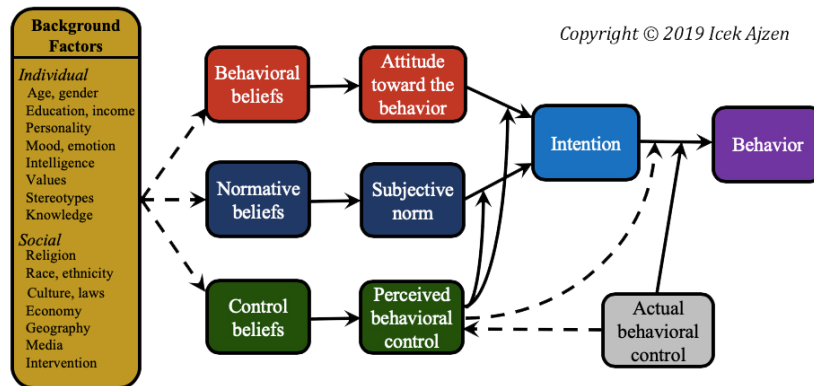 Background
Factors
Individual
Age, gender
Education, income
Personality
Mood, emotion
Intelligence
Values
Stereotypes
Knowledge
Social
Religion
Race, ethnicity
Culture, laws
Economy
Geography
Media
Intervention
Copyright © 2019 Icek Ajzen
Behavioral
beliefs
Attitude
toward the
behavior
Normative
beliefs
Subjective
norm
Control
beliefs
Perceived
behavioral
control
Intention
Behavior
Actual
behavioral
control